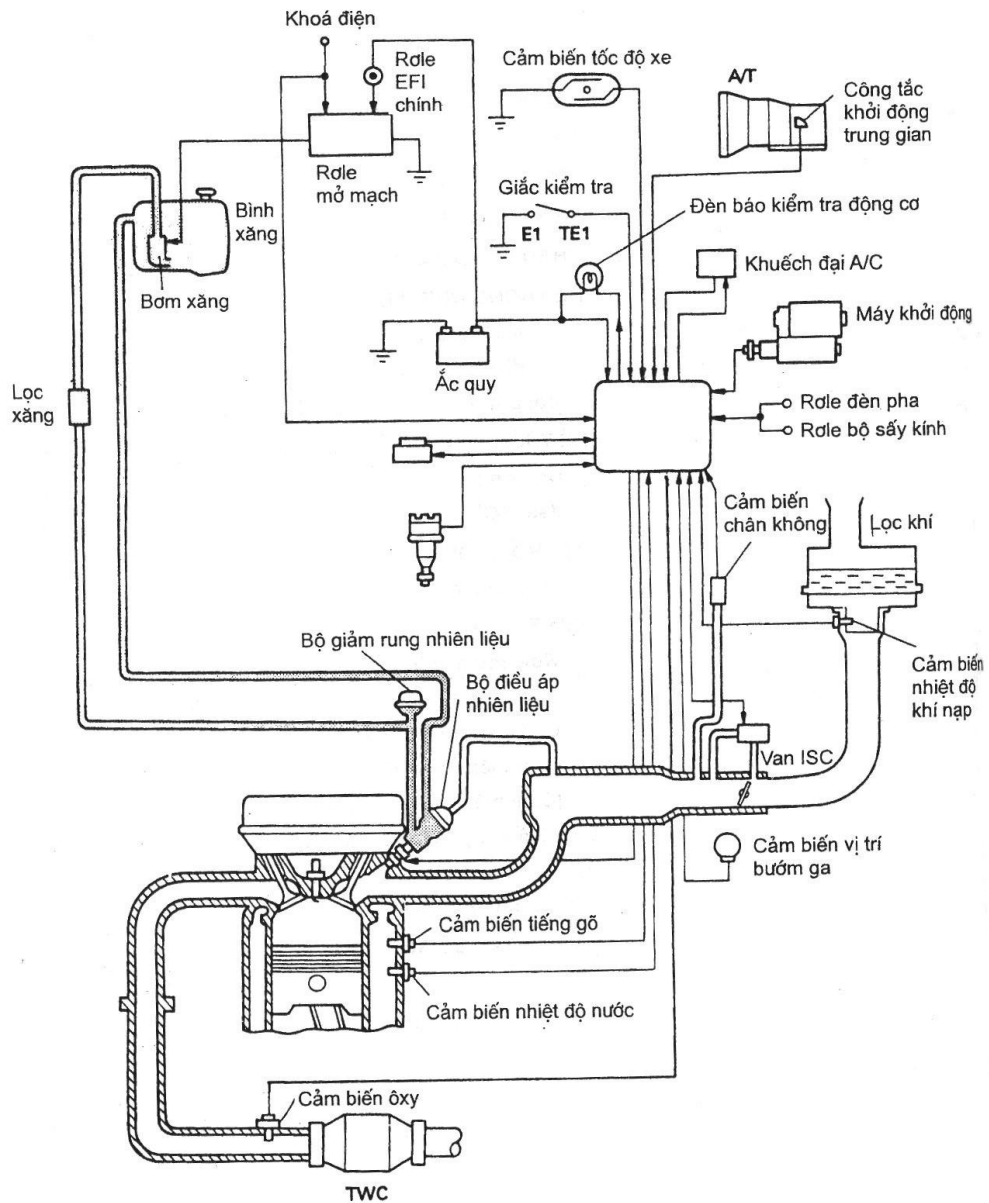 Khoá điện
Rơle
EFI
chính
Cảm biến tốc độ xe
A/T
Công tắc
khởi động
trung gian
Rơle
mở mạch
Giắc kiểm tra
E1
TE1
Đèn báo kiểm tra động cơ
Bình
xăng
Bơm xăng
Khuếch đại A/C
Máy khởi động
Ắc quy
Lọc
xăng
Rơle đèn pha
Rơle bộ sấy kính
Cảm biến
chân không
Lọc khí
Bộ giảm rung nhiên liệu
Bộ điều áp
nhiên liệu
Cảm biến
nhiệt độ
khí nạp
Van ISC
Cảm biến vị trí
bướm ga
Cảm biến tiếng gõ
Cảm biến nhiệt độ nước
Cảm biến ôxy
TWC